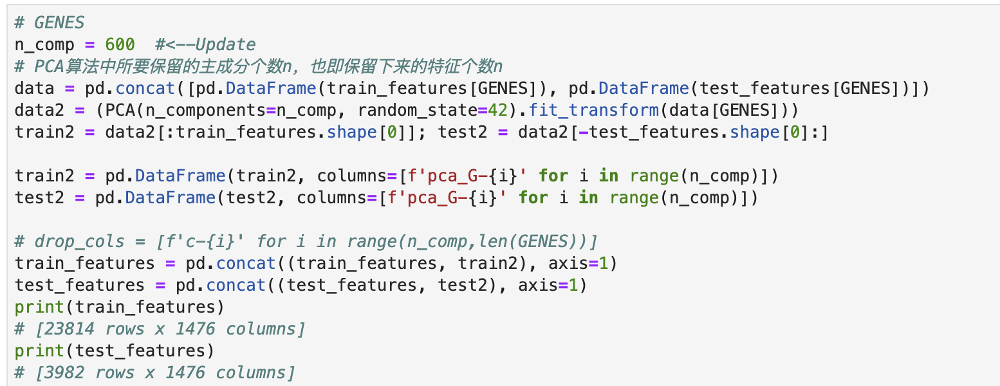 # GENES
n_comp = 600  #<--Update
# PCA算法中所要保留的主成分个数n，也即保留下来的特征个数n
data = pd.concat([pd.DataFrame(train_features[GENES]), pd.DataFrame(test_features[GENES])])
data2 = (PCA(n_components=n_comp, random_state=42).fit_transform(data[GENES]))
train2 = data2[:train_features.shape[0]]; test2 = data2[-test_features.shape[0]:]
train2 = pd.DataFrame(train2, columns=[f'pca_G-{i}' for i in range(n_comp)])
test2 = pd.DataFrame(test2, columns=[f'pca_G-{i}' for i in range(n_comp)])
# drop_cols = [f'c-{i}' for i in range(n_comp,len(GENES))]
train_features = pd.concat((train_features, train2), axis=1)
test_features = pd.concat((test_features, test2), axis=1)
print(train_features)
# [23814 rows x 1476 columns]
print(test_features)
# [3982 rows x 1476 columns]